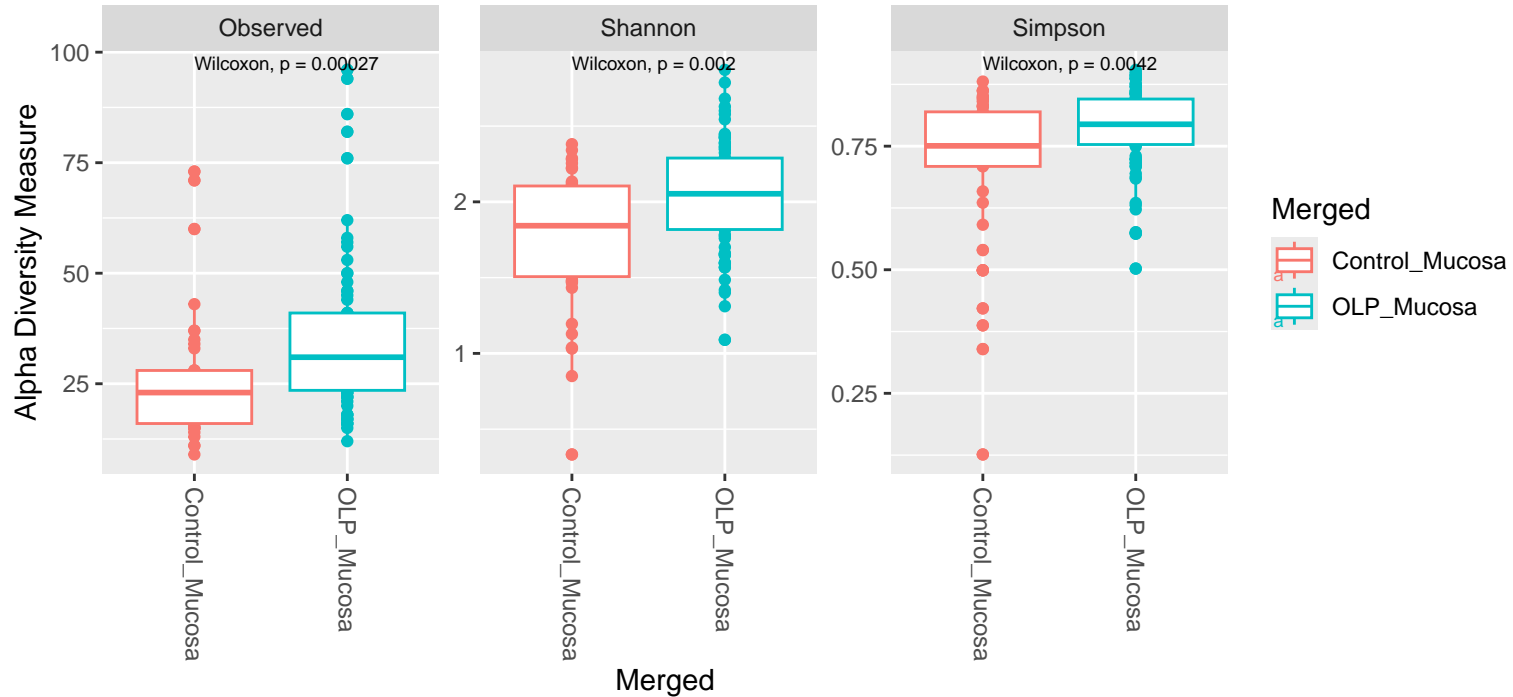 Observed
Shannon
Simpson
Wilcoxon, p = 0.00027
Wilcoxon, p = 0.002
Wilcoxon, p = 0.0042
Alpha Diversity Measure
100
75
50
25
2
1
0.75
0.50
0.25
Control_Mucosa
OLP_Mucosa
Control_Mucosa
OLP_Mucosa
Control_Mucosa
OLP_Mucosa
Merged
Merged
a Control_Mucosa
a OLP_Mucosa